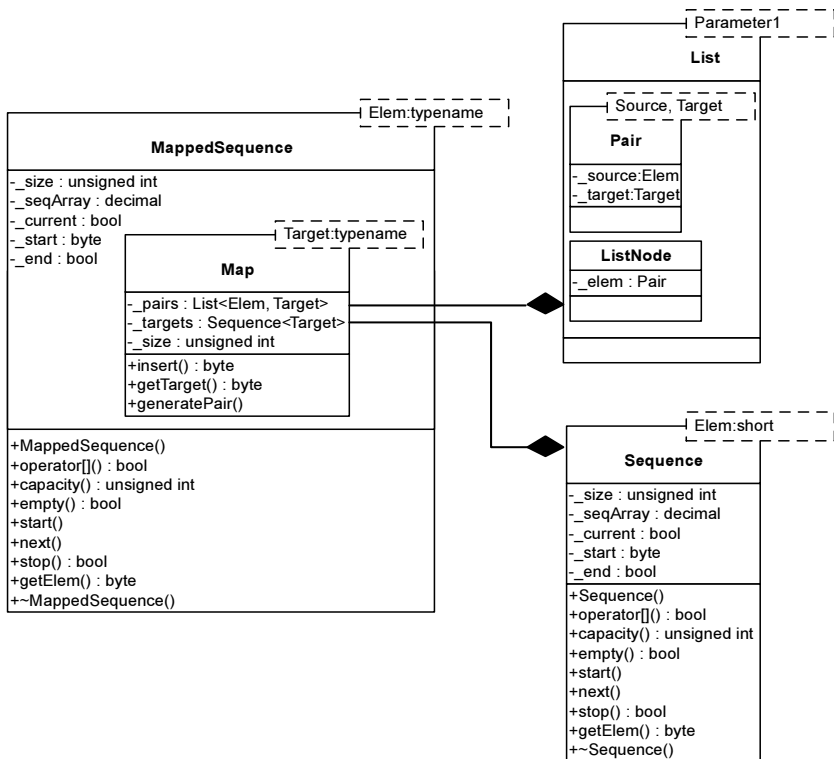 Elem:typename
MappedSequence
-_size : unsigned int
-_seqArray : decimal
-_current : bool
-_start : byte
-_end : bool
Target:typename
Map
-_pairs : List<Elem, Target>
-_targets : Sequence<Target>
-_size : unsigned int
+insert() : byte
+getTarget() : byte
+generatePair()
+MappedSequence()
+operator[]() : bool
+capacity() : unsigned int
+empty() : bool
+start()
+next()
+stop() : bool
+getElem() : byte
+~MappedSequence()
Parameter1
List
Source, Target
Pair
-_source:Elem
-_target:Target
ListNode
-_elem : Pair
Elem:short
Sequence
-_size : unsigned int
-_seqArray : decimal
-_current : bool
-_start : byte
-_end : bool
+Sequence()
+operator[]() : bool
+capacity() : unsigned int
+empty() : bool
+start()
+next()
+stop() : bool
+getElem() : byte
+~Sequence()